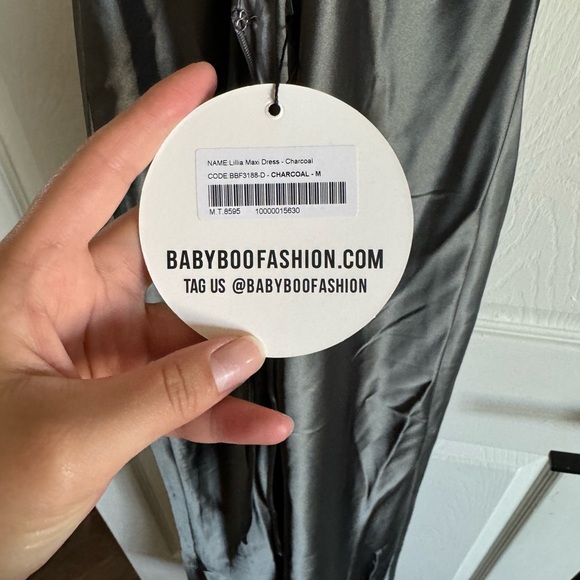 NAME:Lillia Maxi Dress - Charcoal
CODE:BBF3188-D - CHARCOAL - M
M.T.8595 10000015630
BABYBOOFASHION.COM
TAG US @BABYBOOFASHION